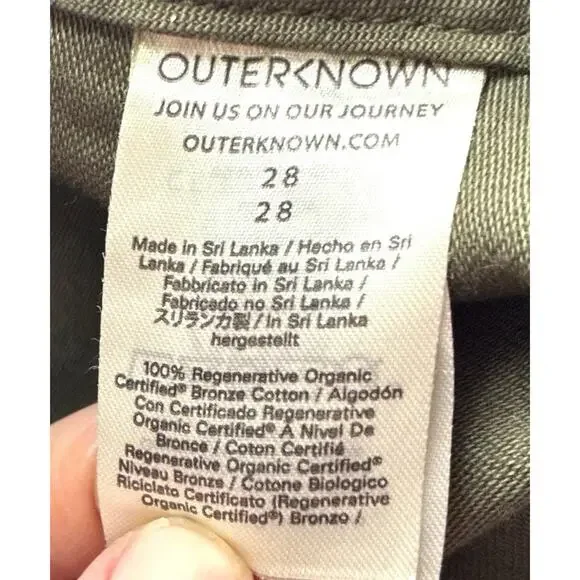 OUTERKNOWN
JOIN US ON OUR JOURNEY
OUTERKNOWN.COM
28
28
Made in Sri Lanka / Hecho en Sri
Lanka / Fabriqué au Sri Lanka /
Fabbricato in Sri Lanka /
Fabricado no Sri Lanka /
スリランカ製 / In Sri Lanka
hergestellt
100% Regenerative Organic
Certified® Bronze Cotton / Algodón
Con Certificado Regenerative
Organic Certified® A Nivel De
Bronce / Coton Certifié
Regenerative Organic Certified®
Niveau Bronze / Cotone Biologico
Riciclato Certificato (Regenerative
Organic Certified®) Bronzo /